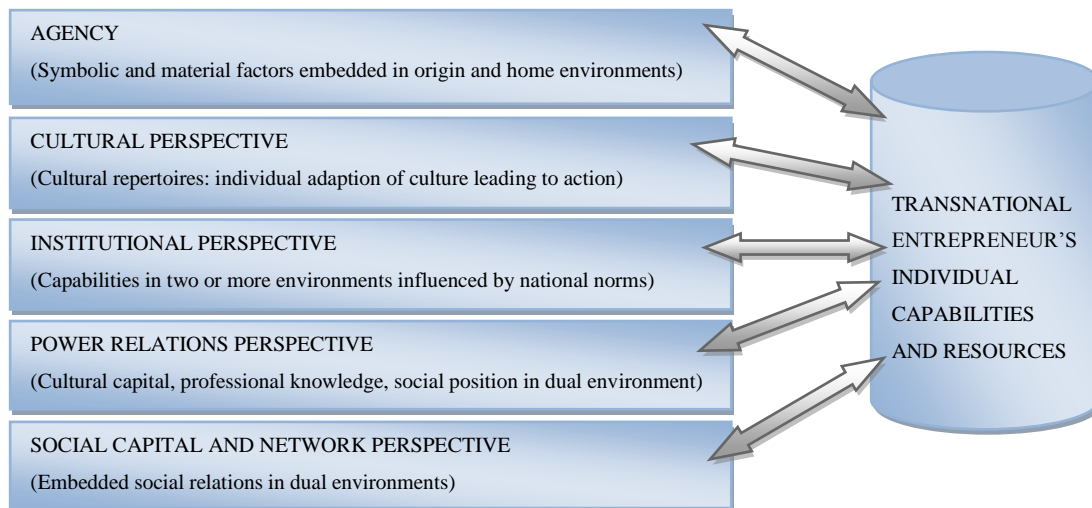 AGENCY
(Symbolic and material factors embedded in origin and home environments)
CULTURAL PERSPECTIVE
(Cultural repertoires: individual adaption of culture leading to action)
INSTITUTIONAL PERSPECTIVE
(Capabilities in two or more environments influenced by national norms)
POWER RELATIONS PERSPECTIVE
(Cultural capital, professional knowledge, social position in dual environment)
SOCIAL CAPITAL AND NETWORK PERSPECTIVE
(Embedded social relations in dual environments)
TRANSNATIONAL
ENTREPRENEUR’S
INDIVIDUAL
CAPABILITIES
AND RESOURCES